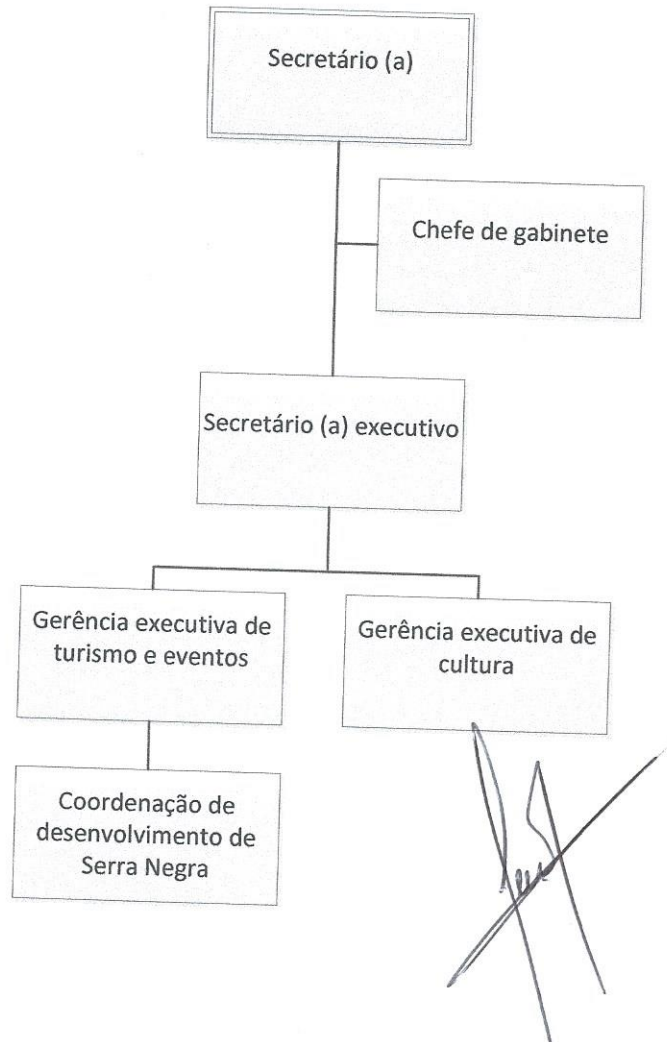 Secretário (a)
Chefe de gabinete
Secretário (a) executivo
Gerência executiva de
turismo e eventos
Gerência executiva de
cultura
Coordenação de
desenvolvimento de
Serra Negra